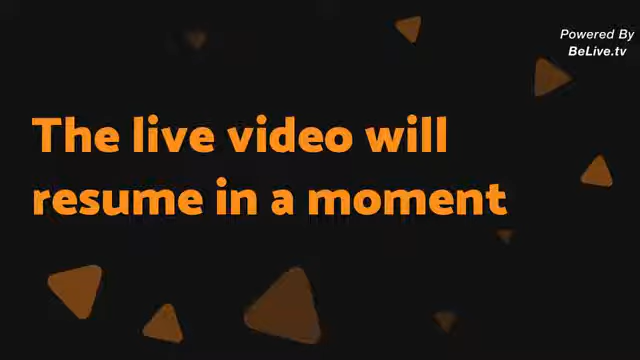 Powered By
BeLive.tv
The live video will
resume in a moment